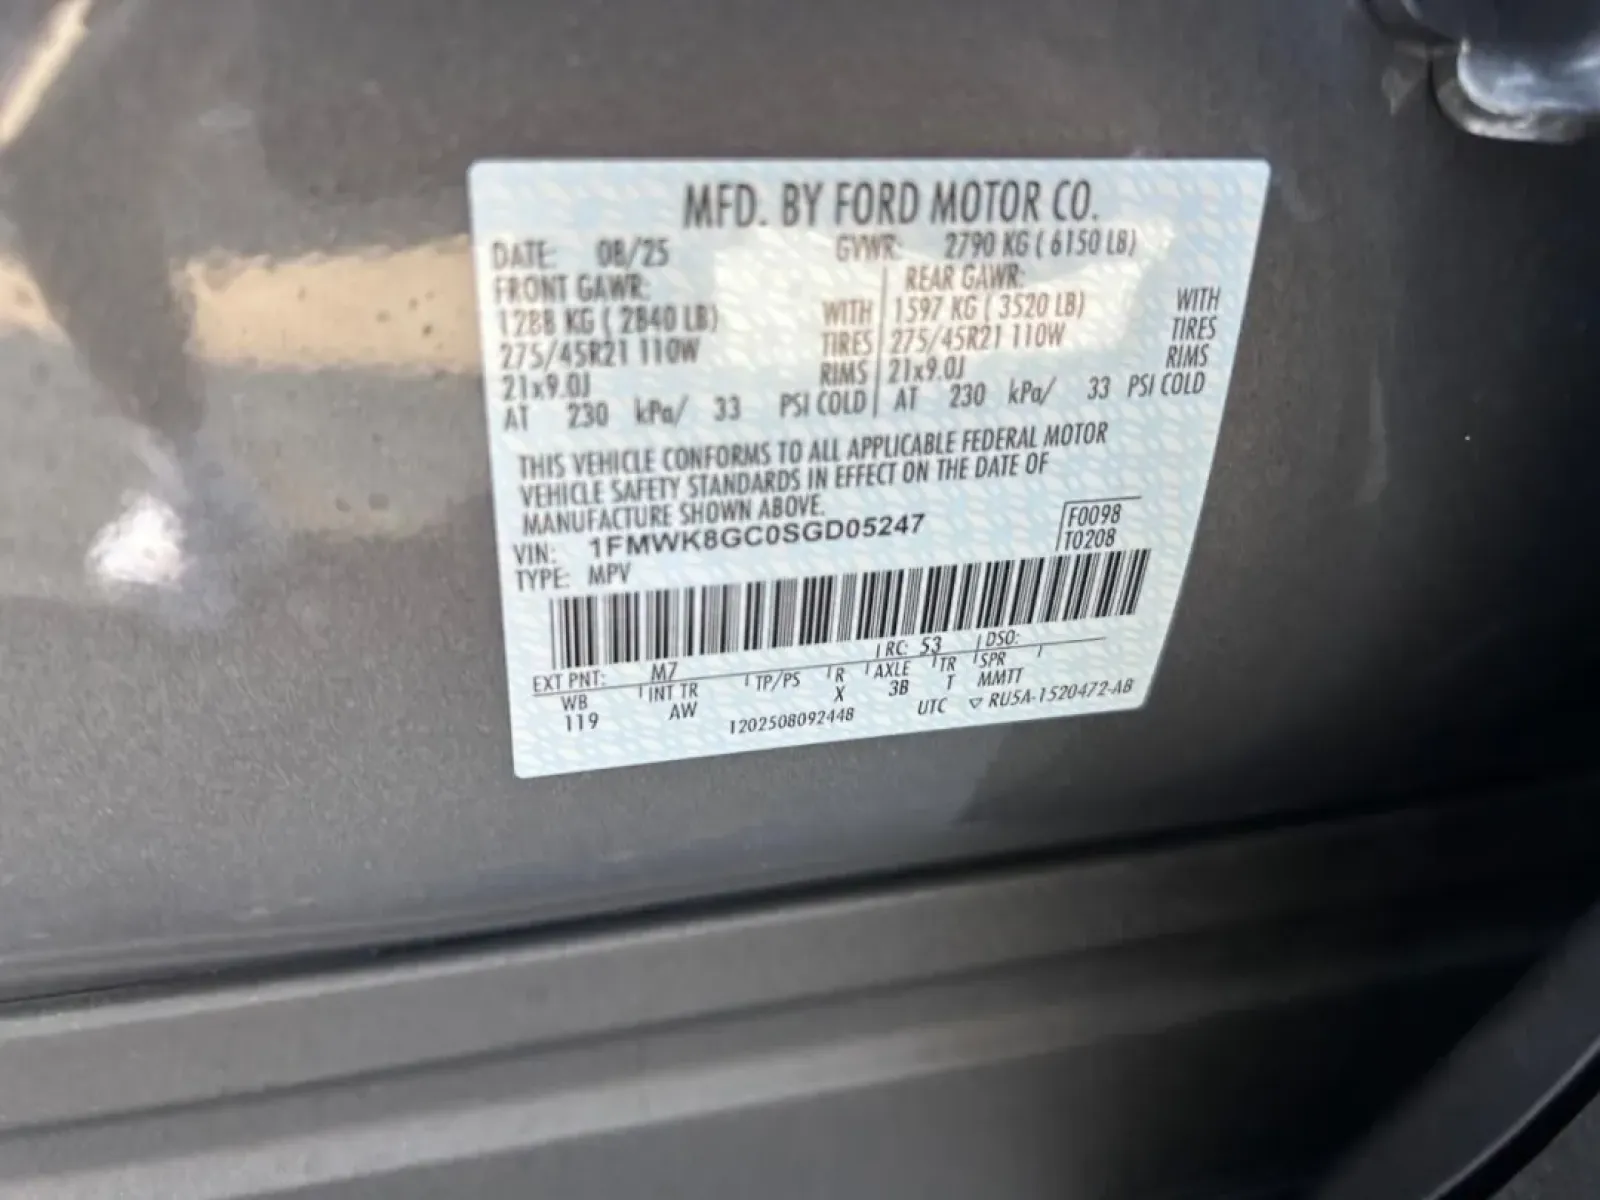 MFD. BY FORD MOTOR CO.
DATE: 08/25 GVWR: 2790 KG ( 6150 LB)
FRONT GAWR: REAR GAWR:
1288 KG ( 2840 LB) WITH 1597 KG ( 3520 LB) WITH
275/45R21 110W TIRES 275/45R21 110W TIRES
21x9.0J RIMS 21x9.0J RIMS
AT 230 kPa/ 33 PSI COLD AT 230 kPa/ 33 PSI COLD
THIS VEHICLE CONFORMS TO ALL APPLICABLE FEDERAL MOTOR
VEHICLE SAFETY STANDARDS IN EFFECT ON THE DATE OF
MANUFACTURE SHOWN ABOVE.
VIN: 1FMWK8GC0SGD05247 F0098
TYPE: MPV T0208
EXT PNT: M7 RC: 53 DSO:
WB INT TR TP/PS R AXLE TR SPR
119 AW X 3B T MMTT
1202508092448 UTC ▽ RU5A-1520472-AB